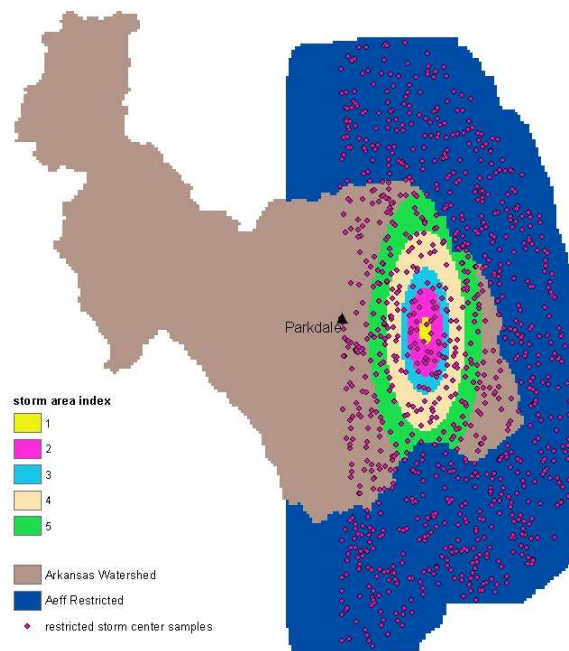 Parkdale
storm area index
1
2
3
4
5
Arkansas Watershed
Aeff Restricted
restricted storm center samples